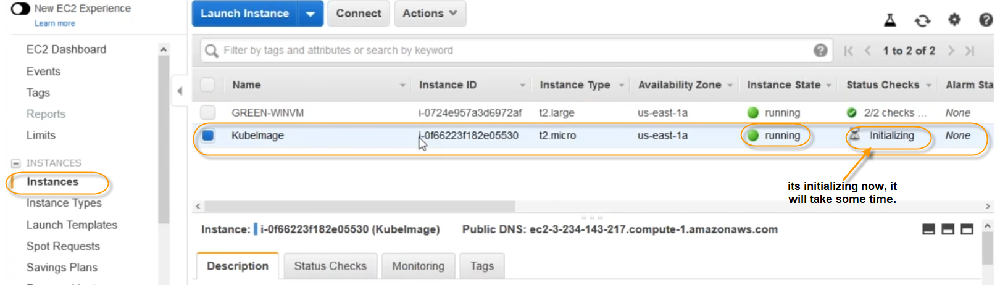 New EC2 Experience
Learn more
EC2 Dashboard
Events
Tags
Reports
Limits
INSTANCES
Instances
Instance Types
Launch Templates
Spot Requests
Savings Plans
Launch Instance Connect Actions
Filter by tags and attributes or search by keyword 1 to 2 of 2
Name Instance ID Instance Type Availability Zone Instance State Status Checks Alarm Sta
GREEN-WINVM i-0724e957a3d6972af t2.large us-east-1a running 2/2 checks ... None
KubeImage i-0f66223f182e05530 t2.micro us-east-1a running Initializing None
its initializing now, it
will take some time.
Instance: i-0f66223f182e05530 (KubeImage) Public DNS: ec2-3-234-143-217.compute-1.amazonaws.com
Description Status Checks Monitoring Tags